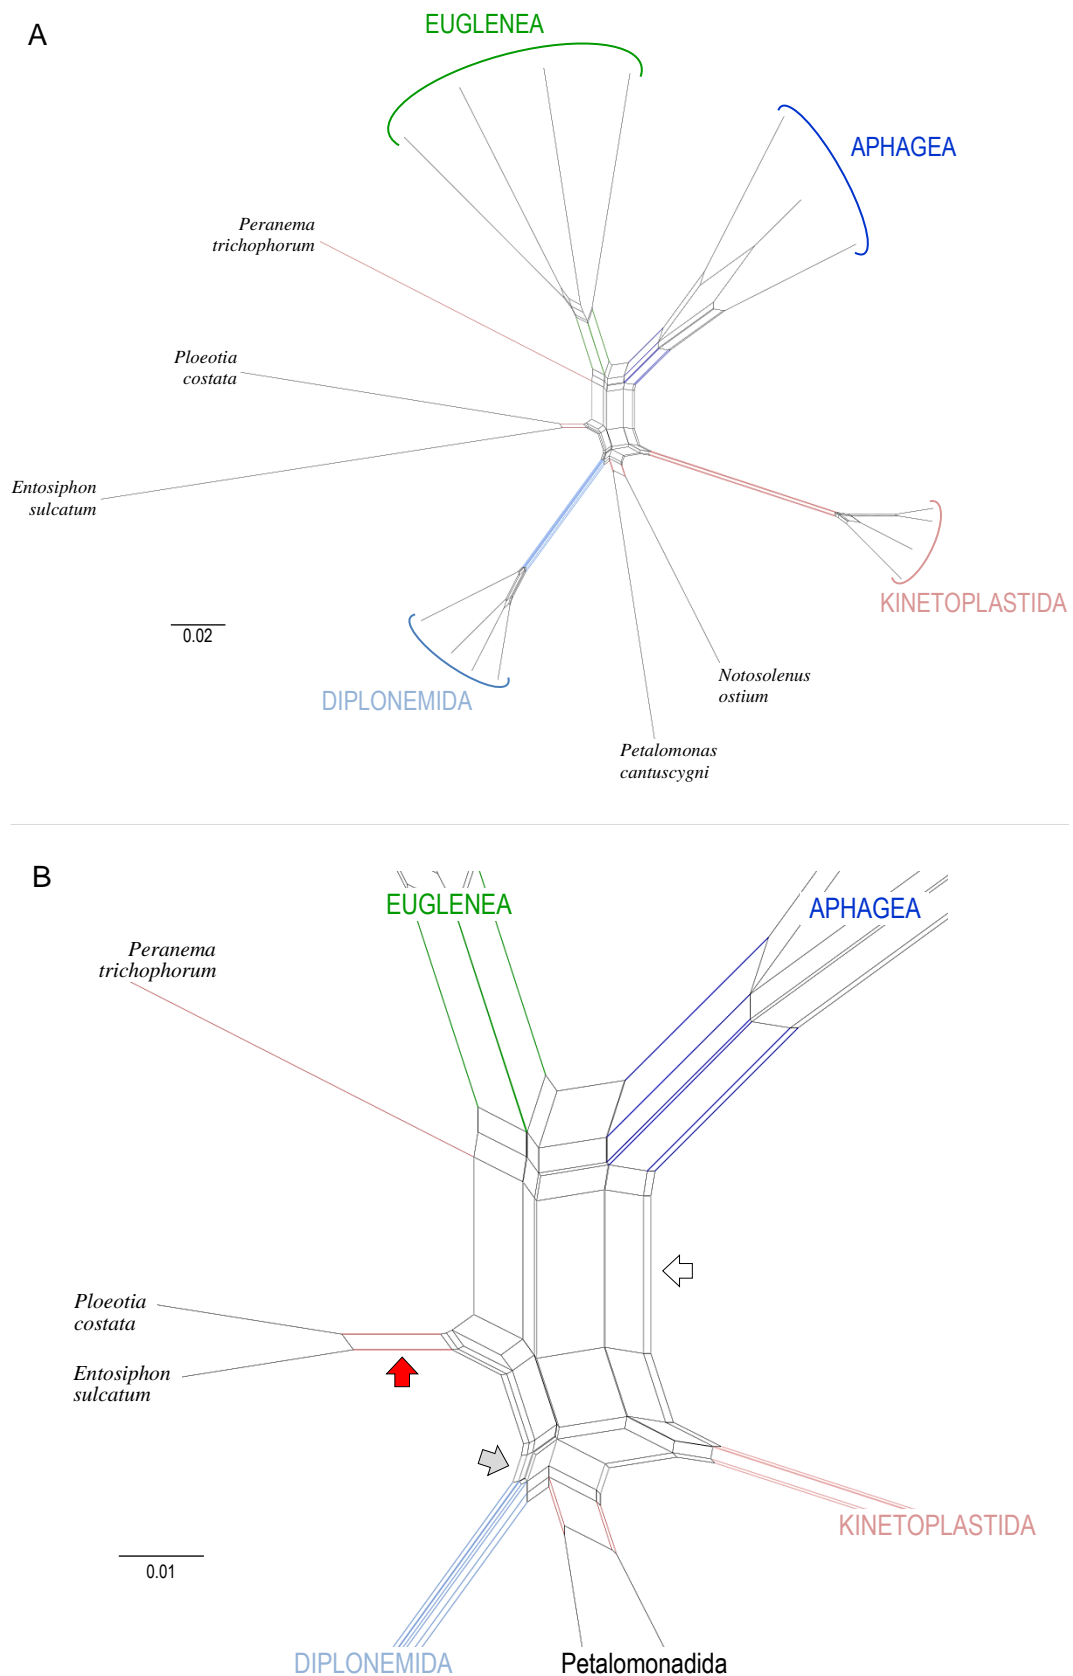 A
EUGLENEA
APHAGEA
Peranema
trichophorum
Ploeotia
costata
Entosiphon
sulcatum
KINETOPLASTIDA
0.02
DIPLONEMIDA
Notosolenus
ostium
Petalomonas
cantuscygni
B
EUGLENEA
APHAGEA
Peranema
trichophorum
Ploeotia
costata
Entosiphon
sulcatum
KINETOPLASTIDA
0.01
DIPLONEMIDA
Petalomonadida